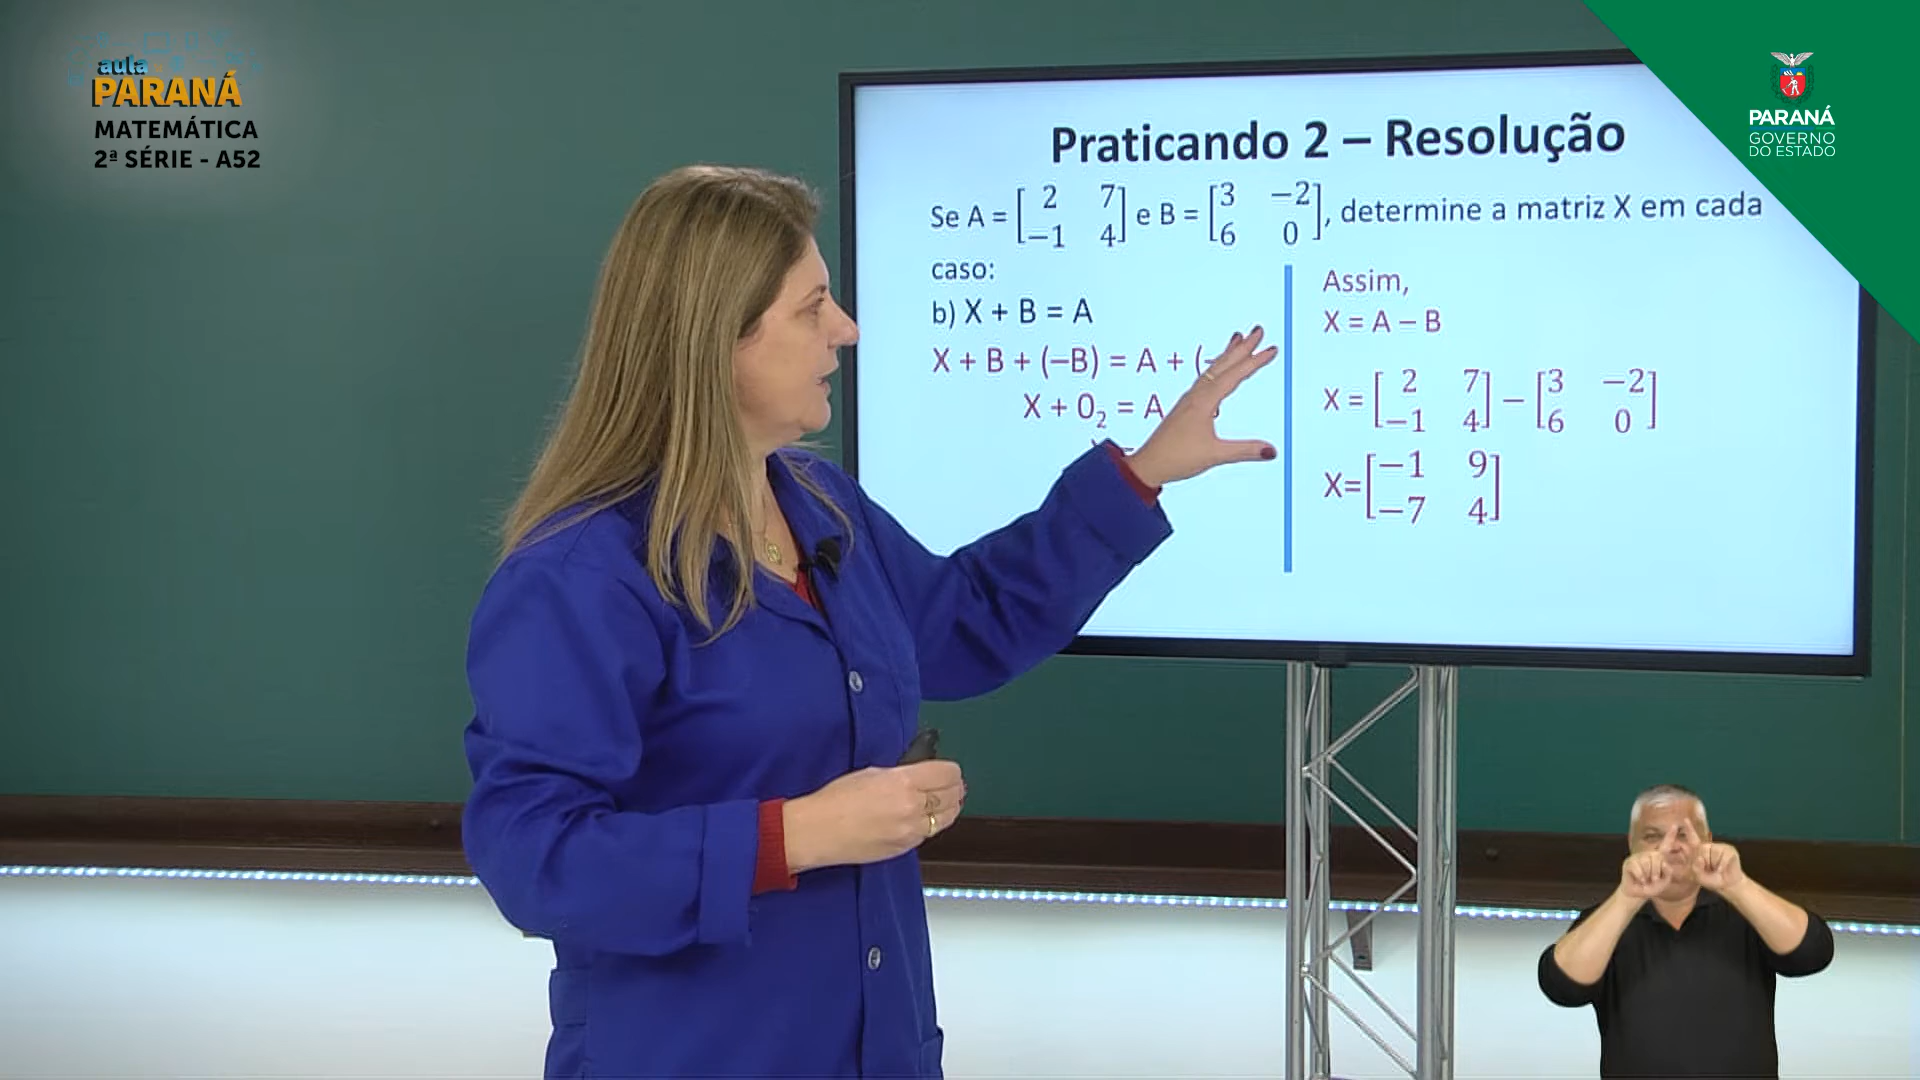 aula
PARANÁ
MATEMÁTICA
2ª SÉRIE - A52
PARANÁ
GOVERNO
DO ESTADO
Praticando 2 – Resolução
Se A = [2 7 −1 4] e B = [3 −2 6 0], determine a matriz X em cada
caso:
b) X + B = A
X + B + (−B) = A + (−
X + 0₂ = A
Assim,
X = A – B
X = [2 7 −1 4] − [3 −2 6 0]
X= [−1 9 −7 4]